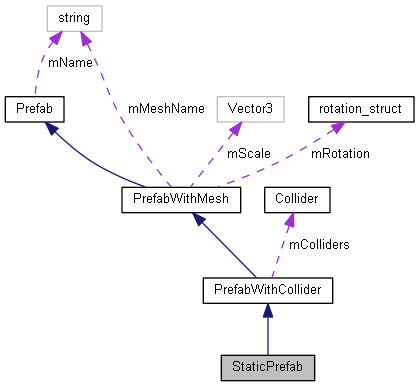 string
mName
Prefab
mMeshName
Vector3
rotation_struct
mScale
mRotation
PrefabWithMesh
Collider
mColliders
PrefabWithCollider
StaticPrefab